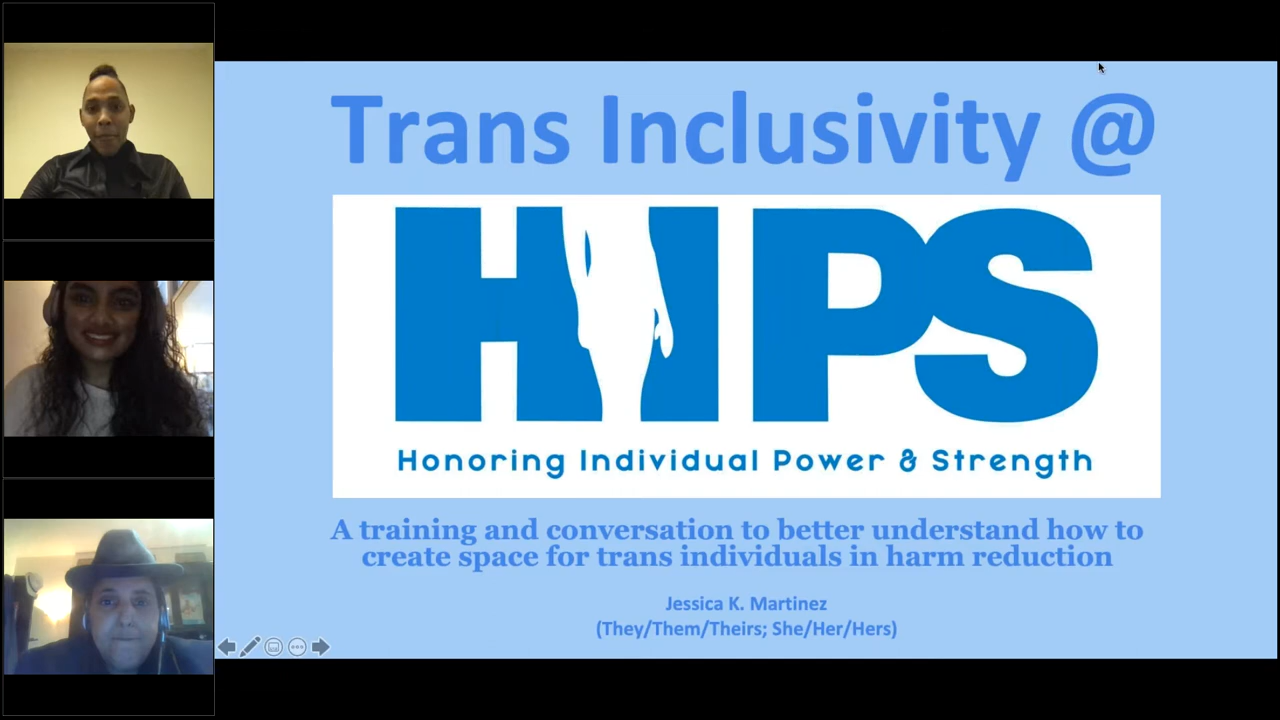 Trans Inclusivity @
HIPS
Honoring Individual Power & Strength
A training and conversation to better understand how to
create space for trans individuals in harm reduction
Jessica K. Martinez
(They/Them/Theirs; She/Her/Hers)